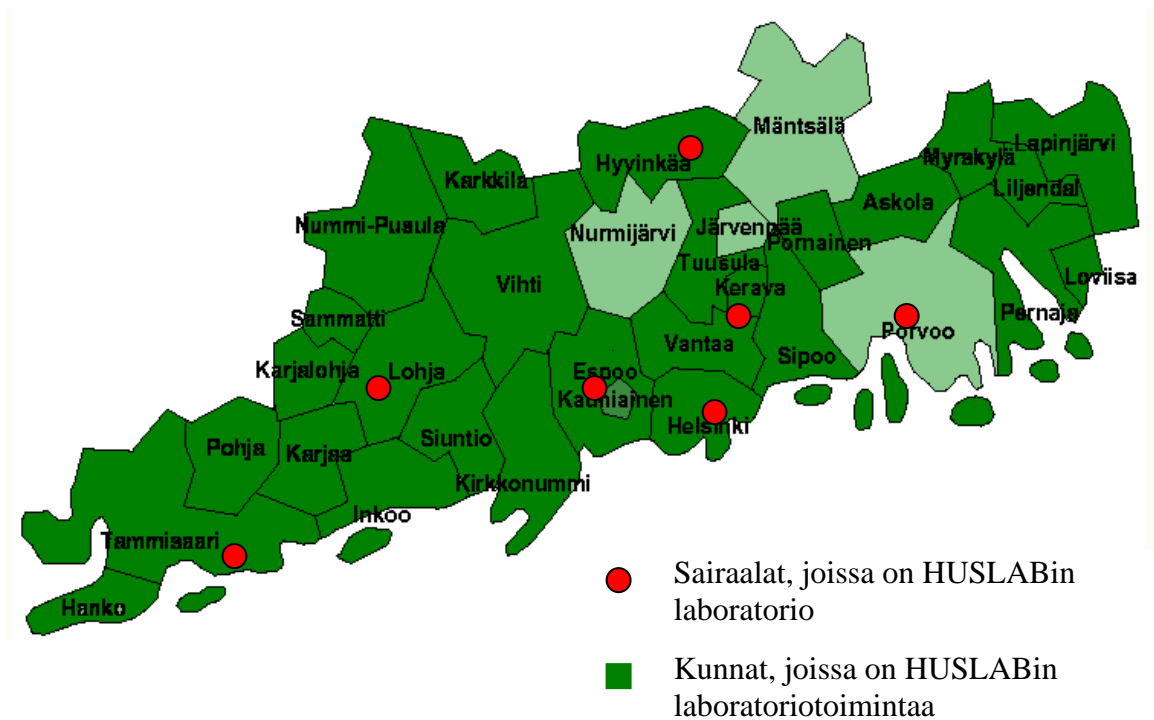 Mäntsälä
Hyvinkää
Myrskylä
Lapinjärvi
Karkkila
Liljendal
Askola
Nummi-Pusula
Nurmijärvi
Järvenpää
Pornainen
Tuusula
Vihti
Kerava
Loviisa
Sammatti
Pernaja
Porvoo
Vantaa
Sipoo
Karjalohja
Lohja
Espoo
Kauniainen
Helsinki
Siuntio
Pohja
Karjaa
Kirkkonummi
Inkoo
Tammisaari
Hanko
Sairaalat, joissa on HUSLABin
laboratorio
Kunnat, joissa on HUSLABin
laboratoriotoimintaa